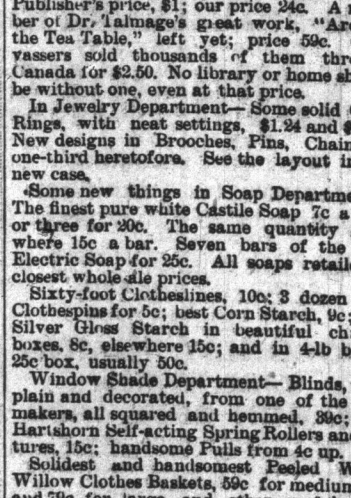 Publisher's price, $1; our price 24c. A
ber of Dr. Talmage's great work, "Aro
the Tea Table," left yet; price 59c.
vassers sold thousands of them thro
Canada for $2.50. No library or home sh
be without one, even at that price.
In Jewelry Department— Some solid
Rings, with neat settings, $1.24 and $
New designs in Brooches, Pins, Chain
one-third heretofore. See the layout in
new case.
Some new things in Soap Departme
The finest pure white Castile Soap 7c a
or three for 20c. The same quantity
where 15c a bar. Seven bars of the
Electric Soap for 25c. All soaps retail
closest wholesale prices.
Sixty-foot Clotheslines, 10c; 3 dozen
Clothespins for 5c; best Corn Starch, 9c;
Silver Gloss Starch in beautiful ch
boxes, 8c, elsewhere 15c; and in 4-lb b
25c box, usually 50c.
Window Shade Department— Blinds,
plain and decorated, from one of the
makers, all squared and hemmed, 39c;
Hartshorn Self-acting Spring Rollers an
tures, 15c; handsome Pulls from 4c up.
Solidest and handsomest Peeled W
Willow Clothes Baskets, 59c for medium
and 79c for large